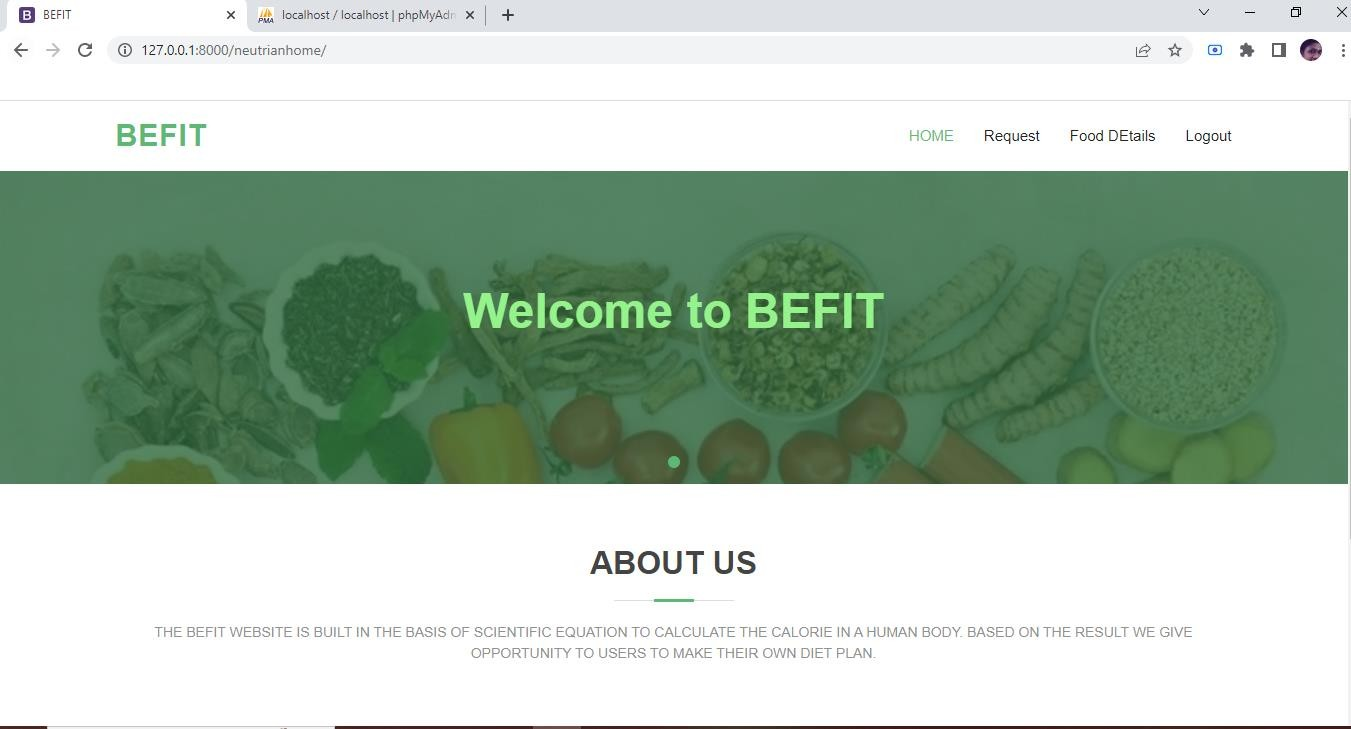 BEFIT
localhost / localhost | phpMyAdn
127.0.0.1:8000/neutrianhome/
BEFIT
HOME Request Food DEtails Logout
Welcome to BEFIT
ABOUT US
THE BEFIT WEBSITE IS BUILT IN THE BASIS OF SCIENTIFIC EQUATION TO CALCULATE THE CALORIE IN A HUMAN BODY. BASED ON THE RESULT WE GIVE
OPPORTUNITY TO USERS TO MAKE THEIR OWN DIET PLAN.